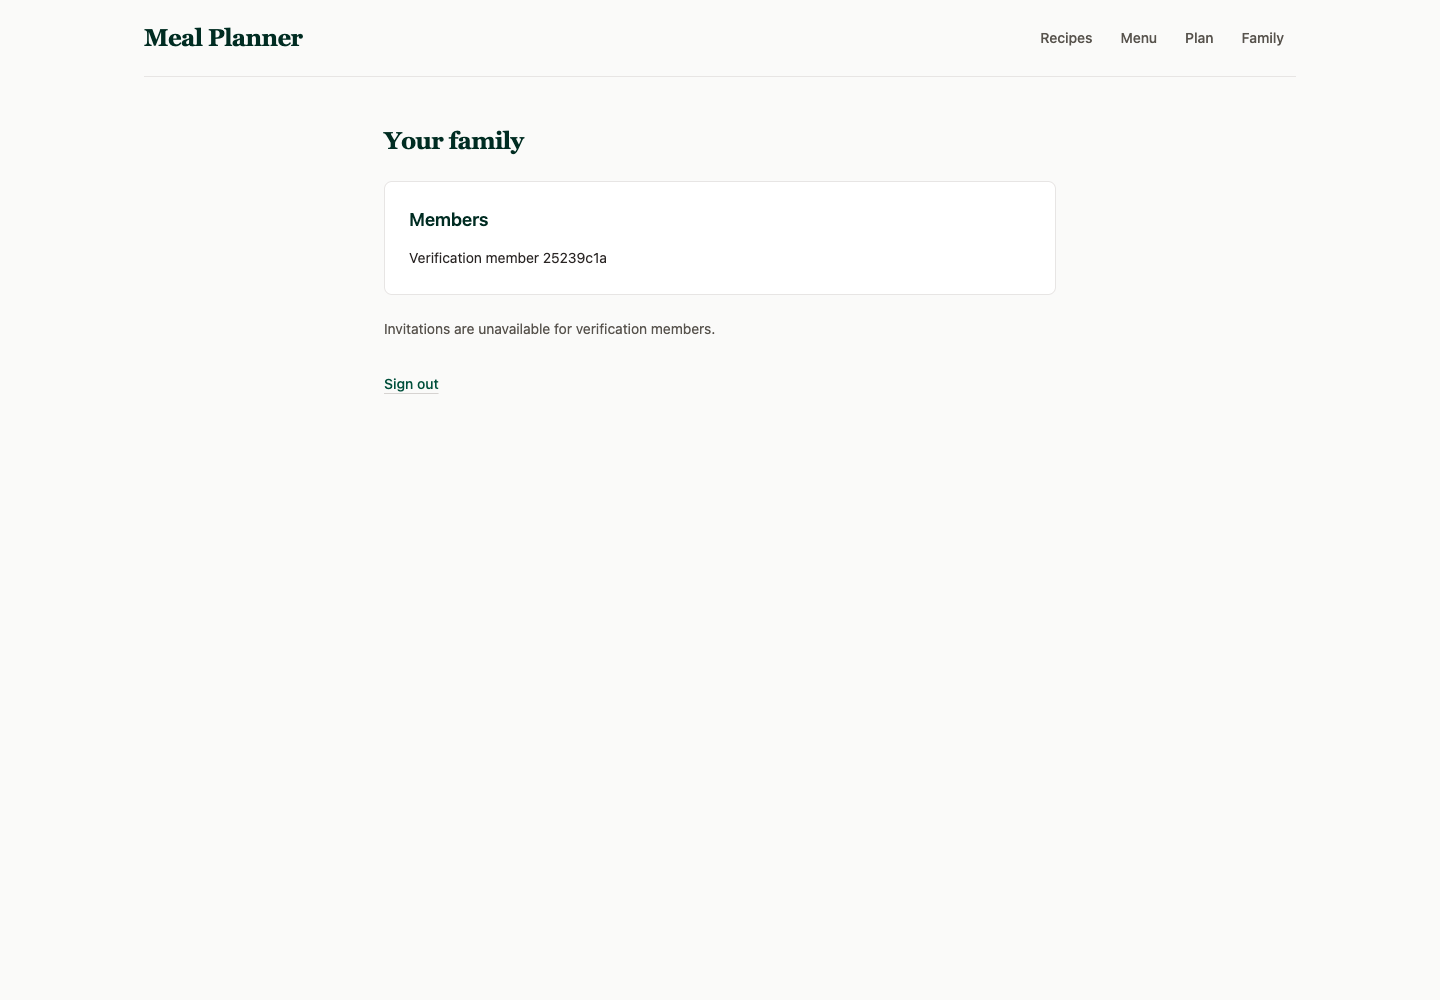 Meal Planner
Recipes
Menu
Plan
Family
Your family
Members
Verification member 25239c1a
Invitations are unavailable for verification members.
Sign out